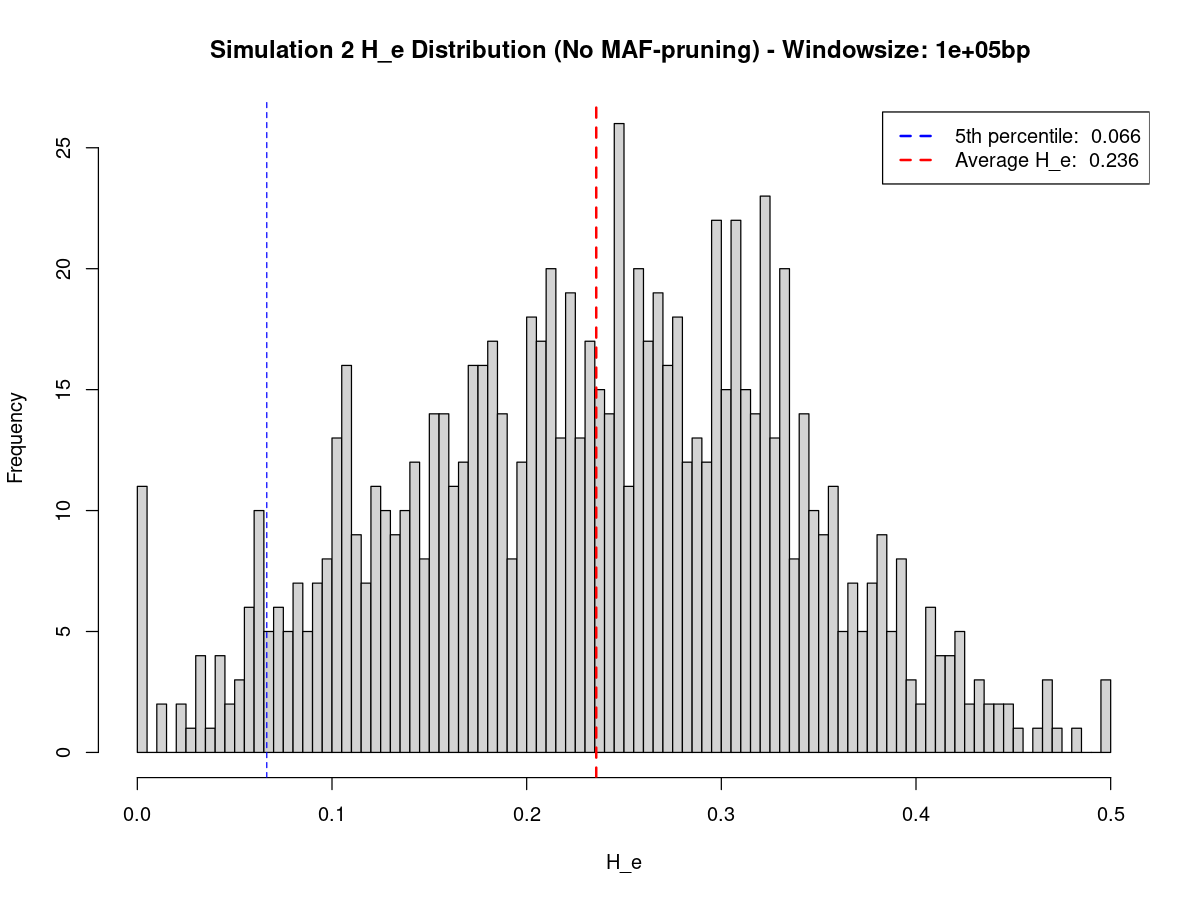 Simulation 2 H_e Distribution (No MAF-pruning) - Windowsize: 1e+05bp
5th percentile: 0.066
Average H_e: 0.236
Frequency
25
20
15
10
5
0
0.0 0.1 0.2 0.3 0.4 0.5
H_e